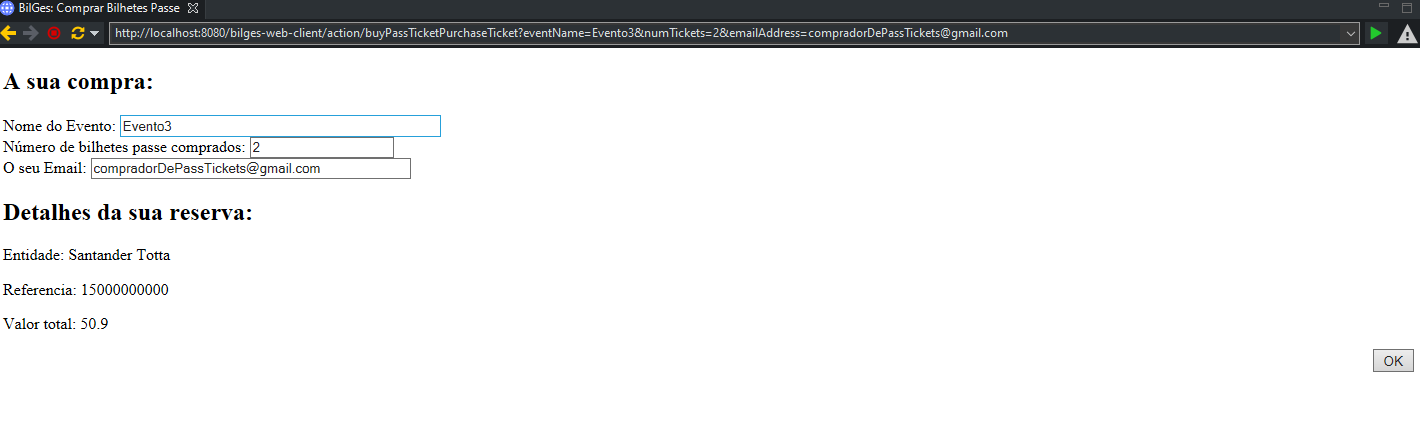 BilGes: Comprar Bilhetes Passe
http://localhost:8080/bilges-web-client/action/buyPassTicketPurchaseTicket?eventName=Evento3&numTickets=2&emailAddress=compradorDePassTickets@gmail.com
A sua compra:
Nome do Evento: Evento3
Número de bilhetes passe comprados: 2
O seu Email: compradorDePassTickets@gmail.com
Detalhes da sua reserva:
Entidade: Santander Totta
Referencia: 15000000000
Valor total: 50.9
OK